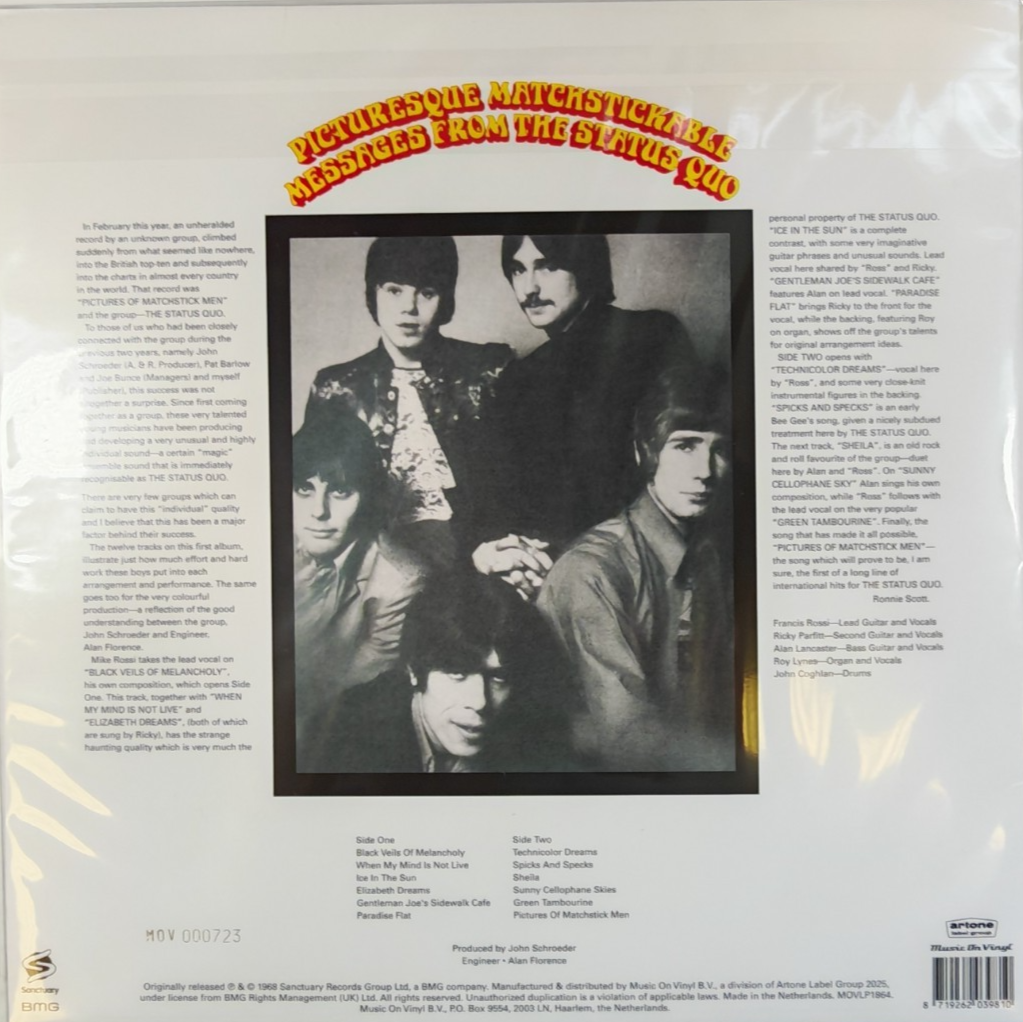 PICTURESQUE MATCHSTICKABLE
MESSAGES FROM THE STATUS QUO
In February this year, an unheralded
record by an unknown group, climbed
suddenly from what seemed like nowhere,
into the British top-ten and subsequently
into the charts in almost every country
in the world. That record was
"PICTURES OF MATCHSTICK MEN"
and the group—THE STATUS QUO.
To those of us who had been closely
connected with the group during the
previous two years, namely John
Schroeder (A. & R. Producer), Pat Barlow
and Joe Bunce (Managers) and myself
(Publisher), this success was not
altogether a surprise. Since first coming
together as a group, these very talented
young musicians have been producing
and developing a very unusual and highly
individual sound—a certain "magic"
ensemble sound that is immediately
recognisable as THE STATUS QUO.
There are very few groups which can
claim to have this "individual" quality
and I believe that this has been a major
factor behind their success.
The twelve tracks on this first album,
illustrate just how much effort and hard
work these boys put into each
arrangement and performance. The same
goes too for the very colourful
production—a reflection of the good
understanding between the group,
John Schroeder and Engineer,
Alan Florence.
Mike Rossi takes the lead vocal on
"BLACK VEILS OF MELANCHOLY",
his own composition, which opens Side
One. This track, together with "WHEN
MY MIND IS NOT LIVE" and
"ELIZABETH DREAMS", (both of which
are sung by Ricky), has the strange
haunting quality which is very much the
personal property of THE STATUS QUO.
"ICE IN THE SUN" is a complete
contrast, with some very imaginative
guitar phrases and unusual sounds. Lead
vocal here shared by "Ross" and Ricky.
"GENTLEMAN JOE'S SIDEWALK CAFE"
features Alan on lead vocal. "PARADISE
FLAT" brings Ricky to the front for the
vocal, while the backing, featuring Roy
on organ, shows off the group's talents
for original arrangement ideas.
SIDE TWO opens with
"TECHNICOLOR DREAMS"—vocal here
by "Ross", and some very close-knit
instrumental figures in the backing.
"SPICKS AND SPECKS" is an early
Bee Gee's song, given a nicely subdued
treatment here by THE STATUS QUO.
The next track, "SHEILA", is an old rock
and roll favourite of the group—duet
here by Alan and "Ross". On "SUNNY
CELLOPHANE SKY" Alan sings his own
composition, while "Ross" follows with
the lead vocal on the very popular
"GREEN TAMBOURINE". Finally, the
song that has made it all possible,
"PICTURES OF MATCHSTICK MEN"—
the song which will prove to be, I am
sure, the first of a long line of
international hits for THE STATUS QUO.
Ronnie Scott.
Francis Rossi—Lead Guitar and Vocals
Ricky Parfitt—Second Guitar and Vocals
Alan Lancaster—Bass Guitar and Vocals
Roy Lynes—Organ and Vocals
John Coghlan—Drums
Side One
Black Veils Of Melancholy
When My Mind Is Not Live
Ice In The Sun
Elizabeth Dreams
Gentleman Joe's Sidewalk Cafe
Paradise Flat
Side Two
Technicolor Dreams
Spicks And Specks
Sheila
Sunny Cellophane Skies
Green Tambourine
Pictures Of Matchstick Men
MOV 000723
Produced by John Schroeder
Engineer • Alan Florence
Sanctuary
BMG
Originally released ℗ & © 1968 Sanctuary Records Group Ltd, a BMG company. Manufactured & distributed by Music On Vinyl B.V., a division of Artone Label Group 2025,
under license from BMG Rights Management (UK) Ltd. All rights reserved. Unauthorized duplication is a violation of applicable laws. Made in the Netherlands. MOVLP1864.
Music On Vinyl B.V., P.O. Box 9554, 2003 LN, Haarlem, the Netherlands.
artone
label group
Music On Vinyl
8 719262 039810